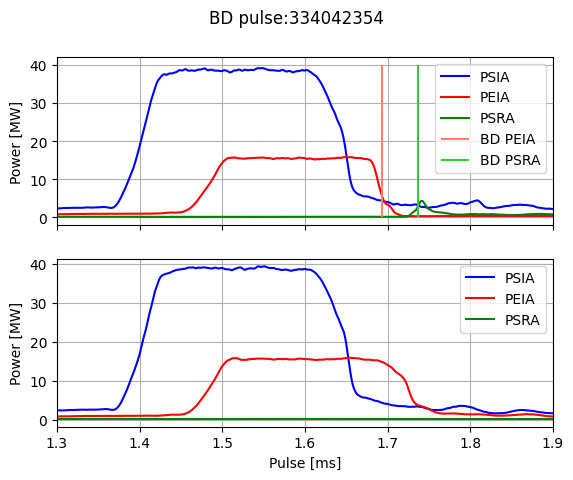 BD pulse:334042354
Power [MW]
40
30
20
10
0
PSIA
PEIA
PSRA
BD PEIA
BD PSRA
Power [MW]
40
30
20
10
0
PSIA
PEIA
PSRA
1.3 1.4 1.5 1.6 1.7 1.8 1.9
Pulse [ms]